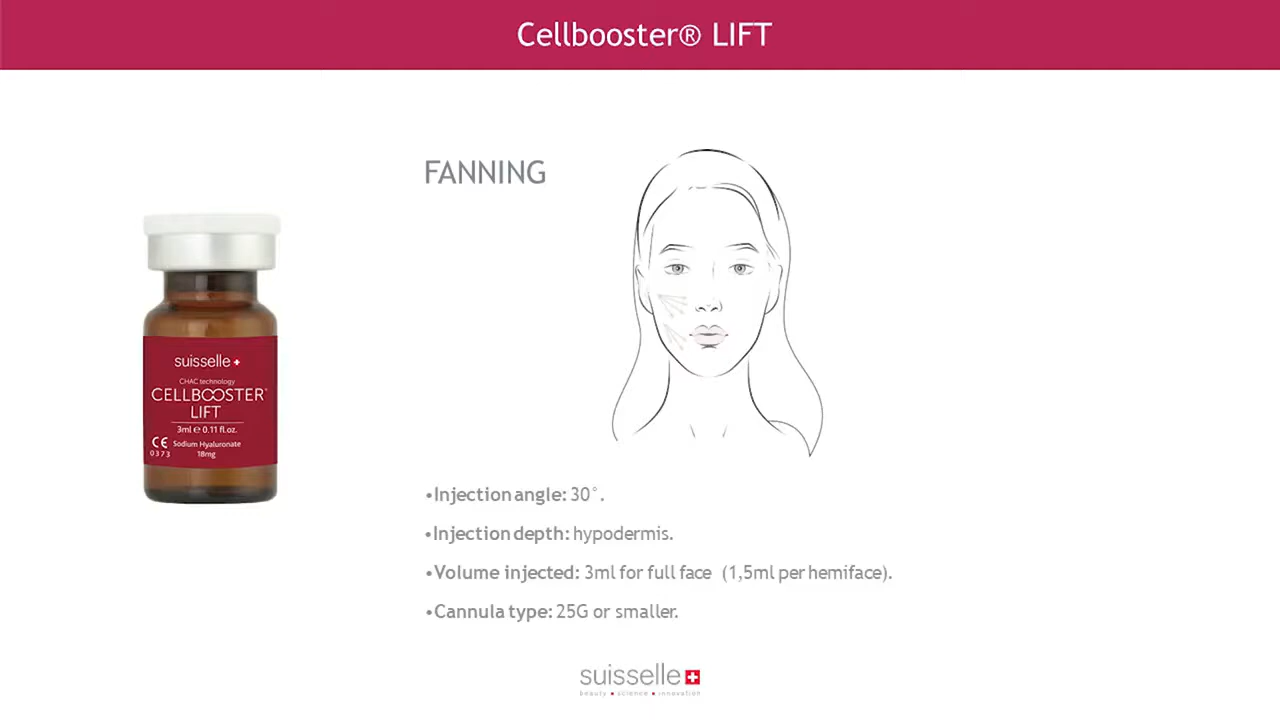 Cellbooster® LIFT
FANNING
suisselle+
CHAC technology
CELLBOOSTER®
LIFT
3ml ℮ 0.11 fl.oz.
CE Sodium Hyaluronate
0373 18mg
•Injection angle: 30°.
•Injection depth: hypodermis.
•Volume injected: 3ml for full face (1,5ml per hemiface).
•Cannula type: 25G or smaller.
suisselle+
beauty • science • innovation